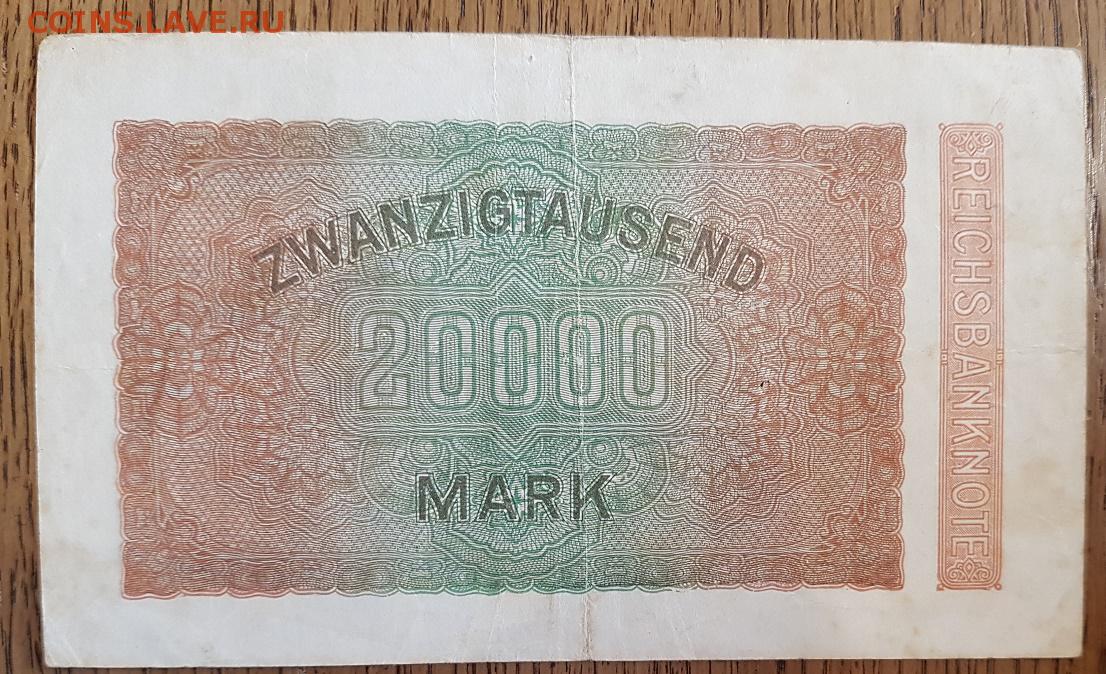 COINS.LAVE.RU
ZWANZIGTAUSEND
20000
MARK
REICHSBANKNOTE